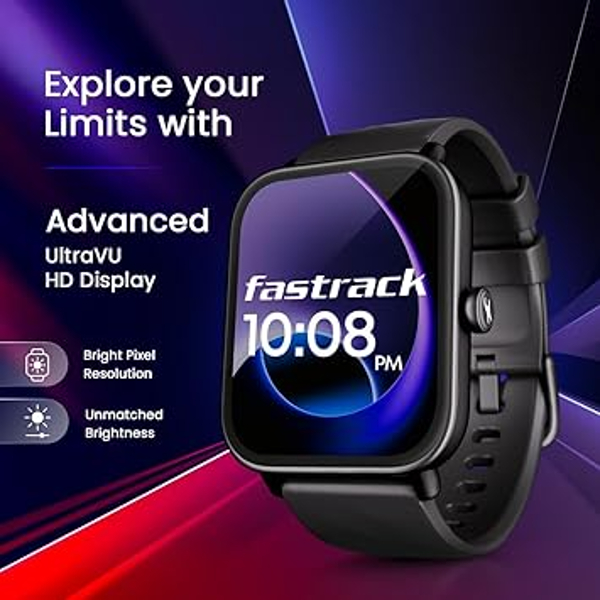 Explore your
Limits with
Advanced
UltraVU
HD Display
Bright Pixel
Resolution
Unmatched
Brightness
fastrack
10:08
PM